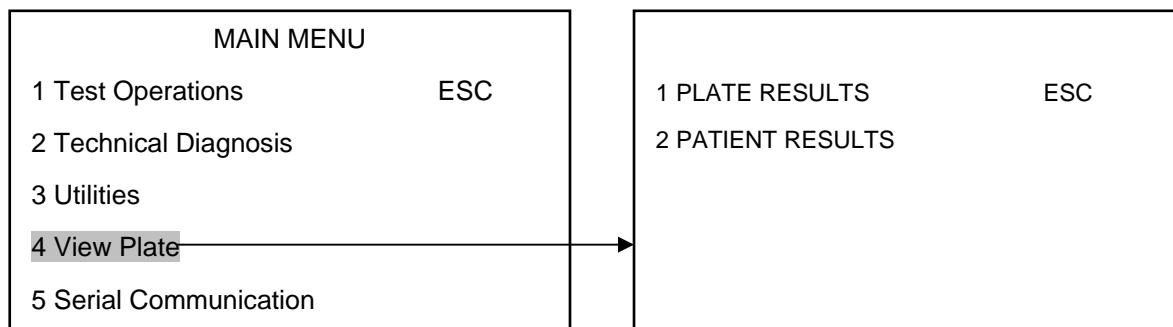 MAIN MENU
1 Test Operations ESC
2 Technical Diagnosis
3 Utilities
4 View Plate
5 Serial Communication
1 PLATE RESULTS ESC
2 PATIENT RESULTS